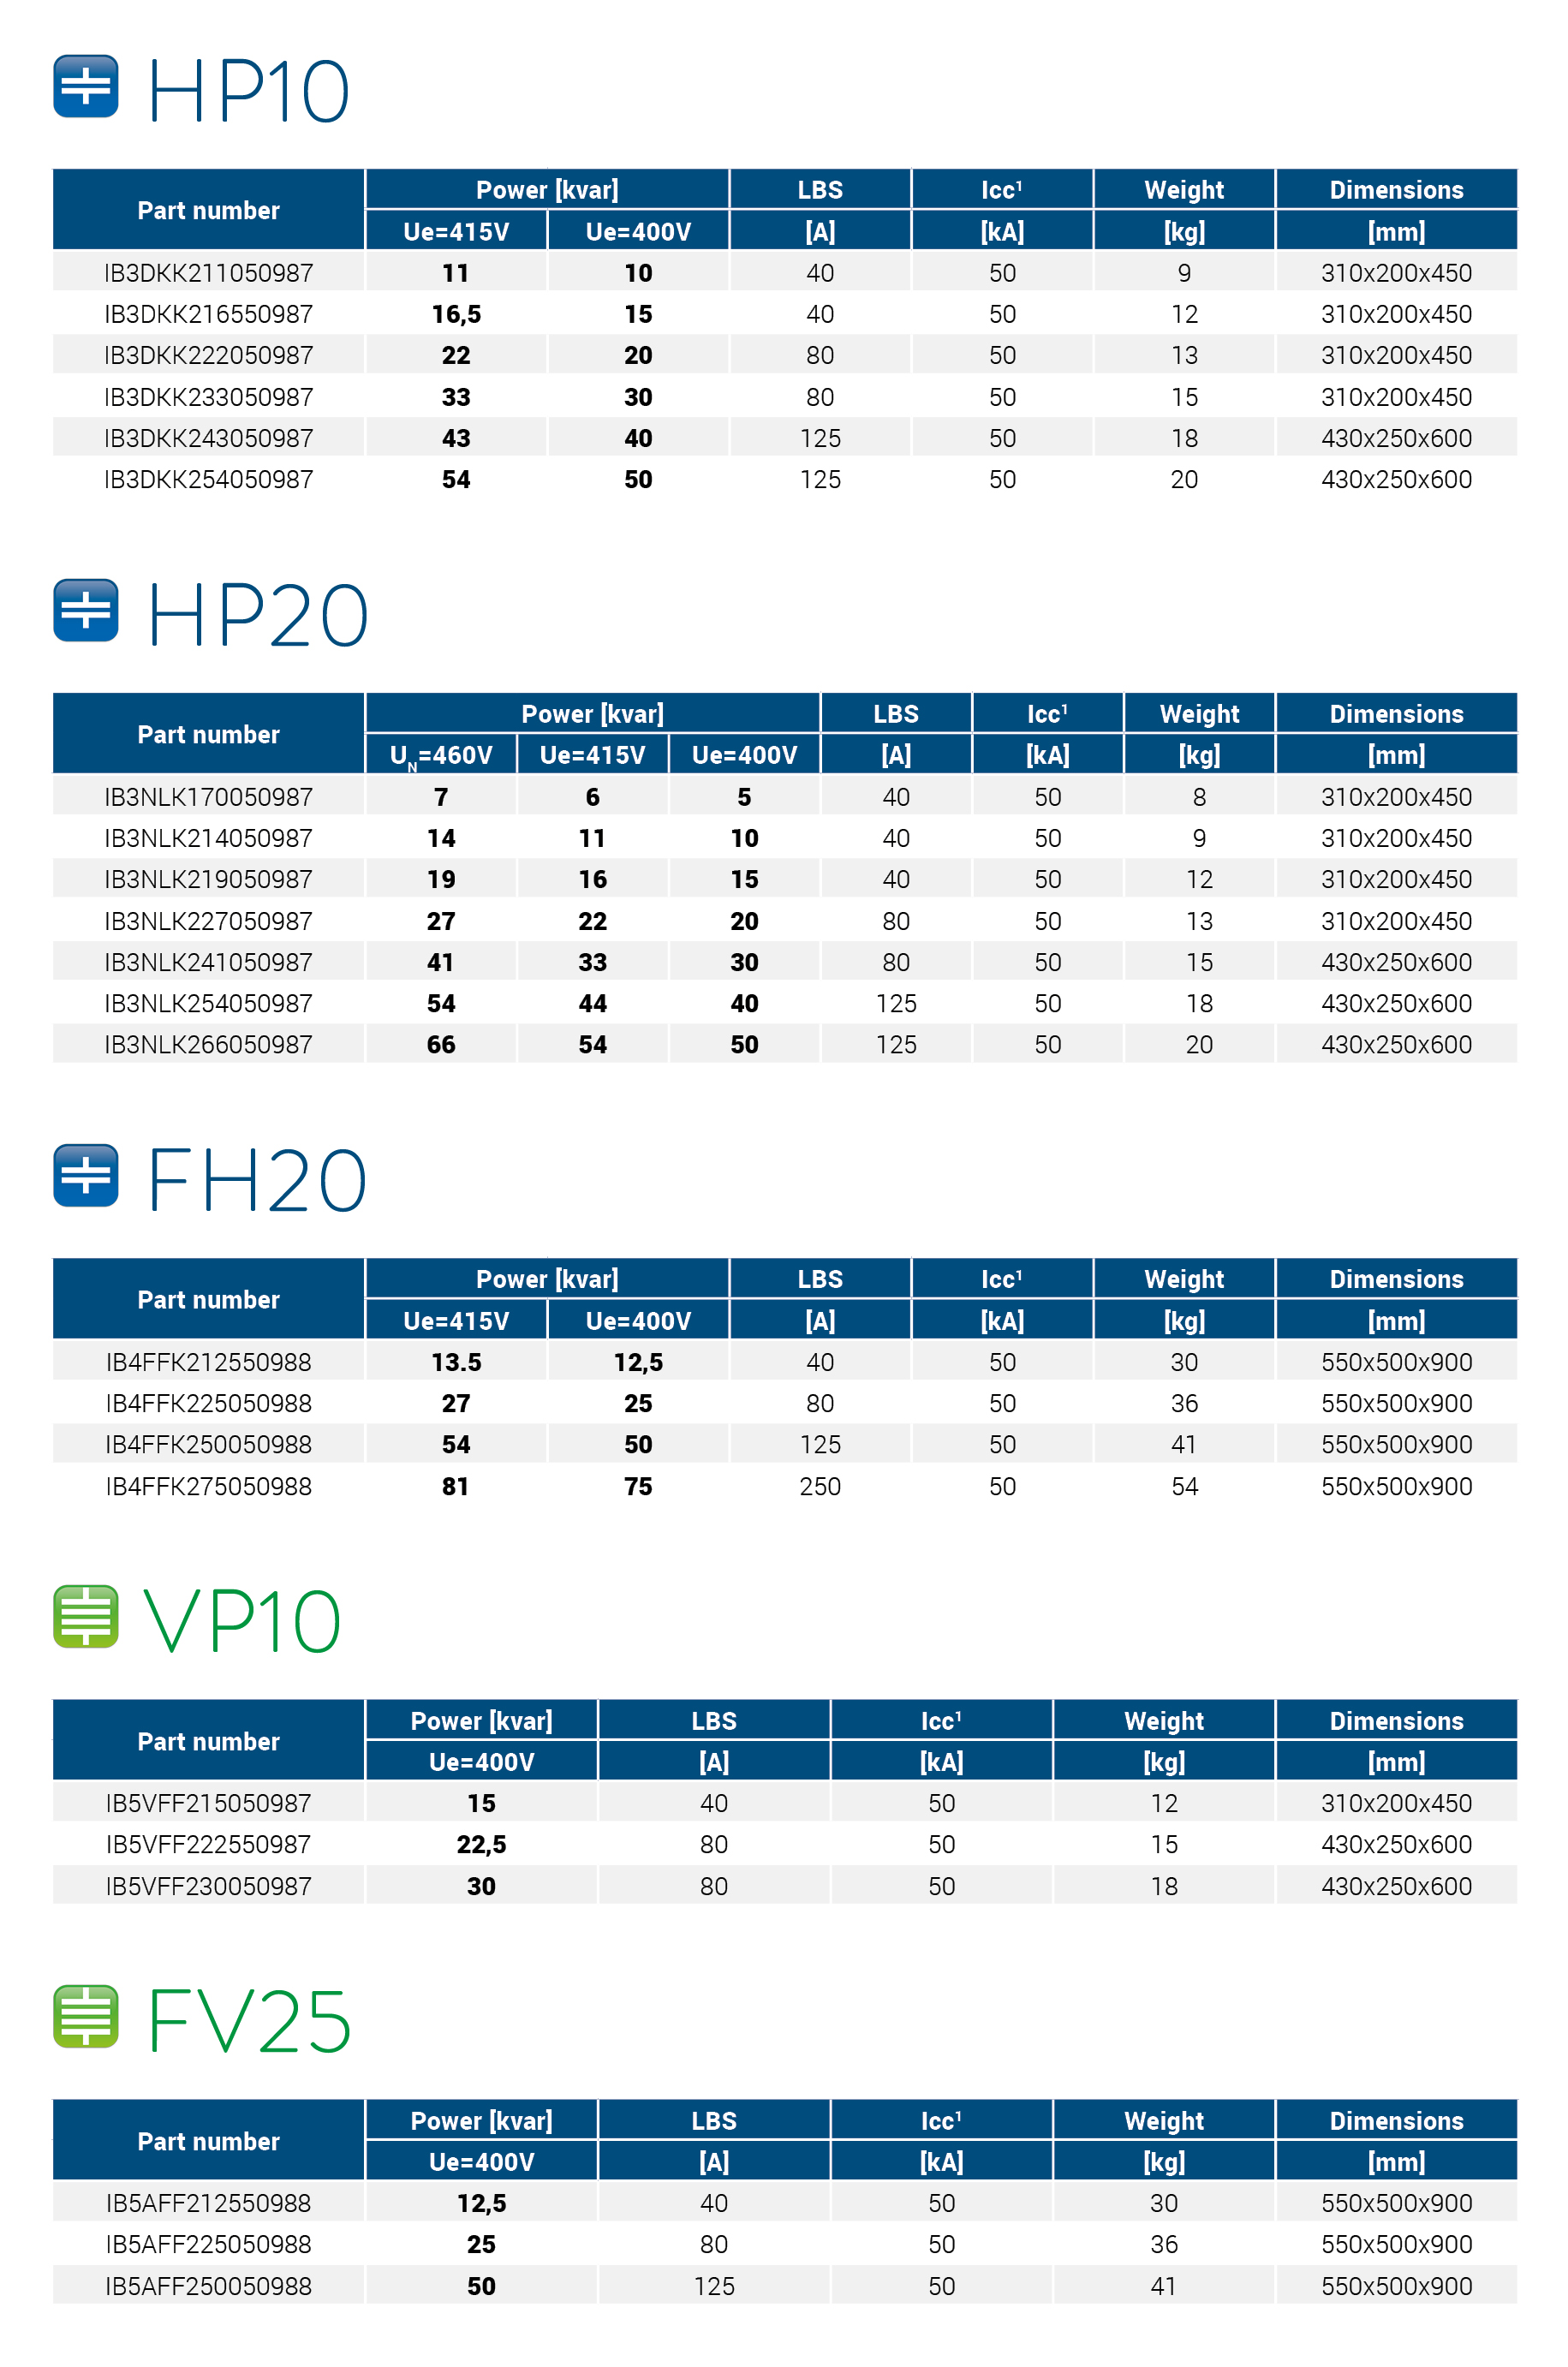 HP10
Part number Power [kvar] LBS Icc¹ Weight Dimensions
Ue=415V Ue=400V [A] [kA] [kg] [mm]
IB3DKK211050987 11 10 40 50 9 310x200x450
IB3DKK216550987 16,5 15 40 50 12 310x200x450
IB3DKK222050987 22 20 80 50 13 310x200x450
IB3DKK233050987 33 30 80 50 15 310x200x450
IB3DKK243050987 43 40 125 50 18 430x250x600
IB3DKK254050987 54 50 125 50 20 430x250x600
HP20
Part number Power [kvar] LBS Icc¹ Weight Dimensions
UN=460V Ue=415V Ue=400V [A] [kA] [kg] [mm]
IB3NLK170050987 7 6 5 40 50 8 310x200x450
IB3NLK214050987 14 11 10 40 50 9 310x200x450
IB3NLK219050987 19 16 15 40 50 12 310x200x450
IB3NLK227050987 27 22 20 80 50 13 310x200x450
IB3NLK241050987 41 33 30 80 50 15 430x250x600
IB3NLK254050987 54 44 40 125 50 18 430x250x600
IB3NLK266050987 66 54 50 125 50 20 430x250x600
FH20
Part number Power [kvar] LBS Icc¹ Weight Dimensions
Ue=415V Ue=400V [A] [kA] [kg] [mm]
IB4FFK212550988 13.5 12,5 40 50 30 550x500x900
IB4FFK225050988 27 25 80 50 36 550x500x900
IB4FFK250050988 54 50 125 50 41 550x500x900
IB4FFK275050988 81 75 250 50 54 550x500x900
VP10
Part number Power [kvar] LBS Icc¹ Weight Dimensions
Ue=400V [A] [kA] [kg] [mm]
IB5VFF215050987 15 40 50 12 310x200x450
IB5VFF222550987 22,5 80 50 15 430x250x600
IB5VFF230050987 30 80 50 18 430x250x600
FV25
Part number Power [kvar] LBS Icc¹ Weight Dimensions
Ue=400V [A] [kA] [kg] [mm]
IB5AFF212550988 12,5 40 50 30 550x500x900
IB5AFF225050988 25 80 50 36 550x500x900
IB5AFF250050988 50 125 50 41 550x500x900